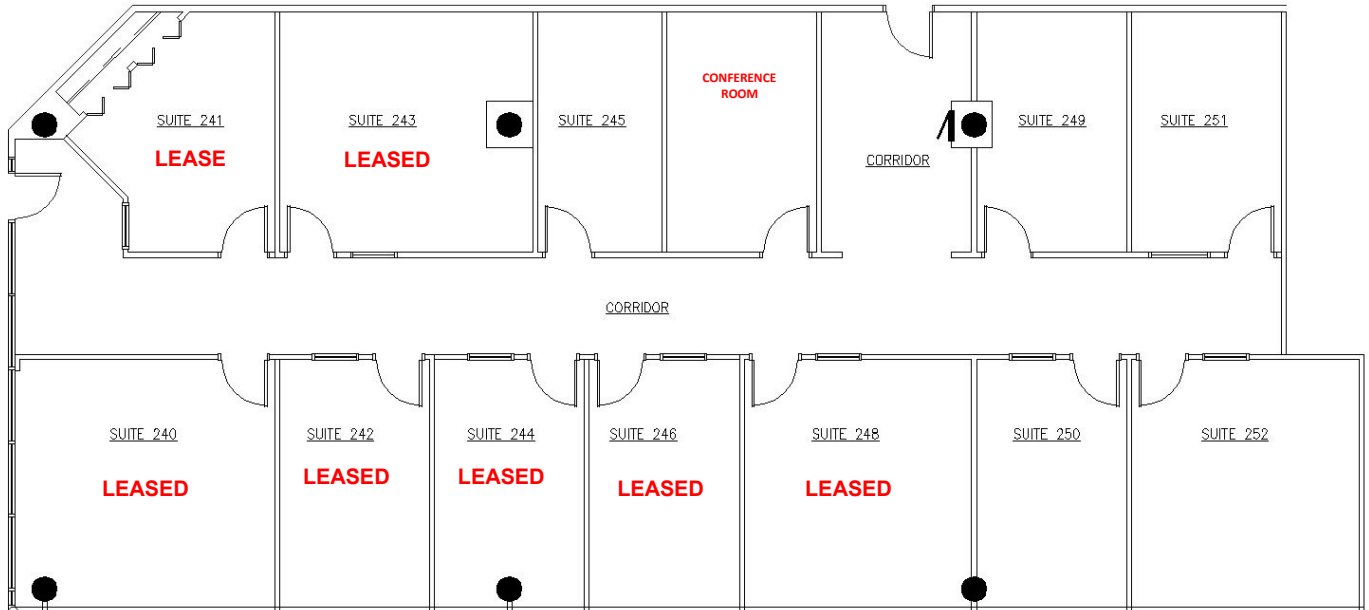 CONFERENCE
ROOM
SUITE 241
SUITE 243
SUITE 245
SUITE 249
SUITE 251
LEASE
LEASED
CORRIDOR
CORRIDOR
SUITE 240
SUITE 242
SUITE 244
SUITE 246
SUITE 248
SUITE 250
SUITE 252
LEASED
LEASED
LEASED
LEASED
LEASED